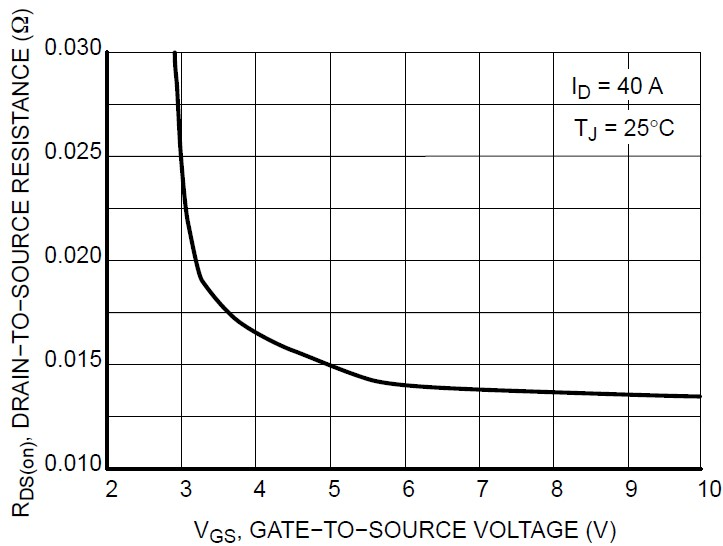 R_DS(on), DRAIN−TO−SOURCE RESISTANCE (Ω)
0.030
0.025
0.020
0.015
0.010
I_D = 40 A
T_J = 25°C
2 3 4 5 6 7 8 9 10
V_GS, GATE−TO−SOURCE VOLTAGE (V)